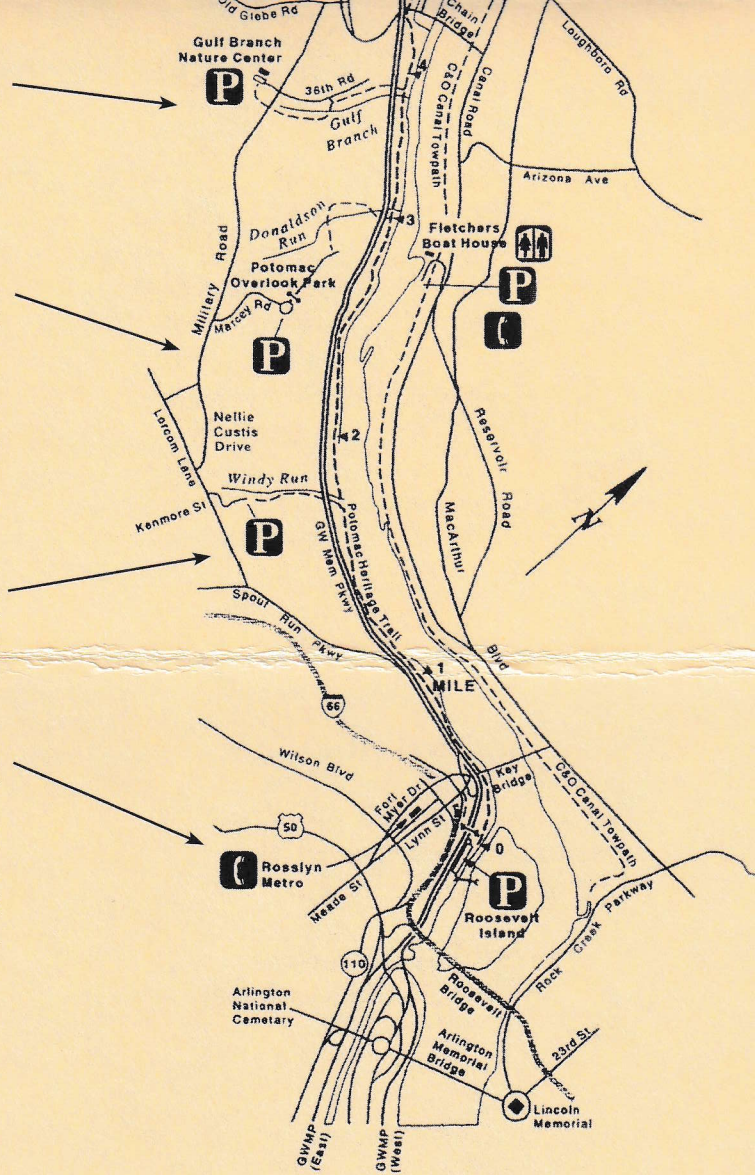 Old Glebe Rd
Chain
Bridge
Loughboro Rd
Gulf Branch
Nature Center
P
36th Rd
Gulf
Branch
4
C&O Canal Towpath
Canal Road
Arizona Ave
Donaldson
Run
3
Fletchers
Boat House
P
Potomac
Overlook Park
Military Road
Marcey Rd
P
Lorcom Lane
Nellie
Custis
Drive
2
Reservoir Road
MacArthur
Blvd
Windy Run
Kenmore St
P
Potomac Heritage Trail
GW Mem Pkwy
N
Spout Run Pkwy
1
MILE
66
Wilson Blvd
Key
Bridge
C&O Canal Towpath
Fort
Myer Dr
Lynn St
50
0
Rosslyn
Metro
Meade St
P
Roosevelt
Island
Rock Creek Parkway
110
Roosevelt
Bridge
Arlington
National
Cemetary
Arlington
Memorial
Bridge
23rd St
Lincoln
Memorial
GWMP
(East)
GWMP
(West)